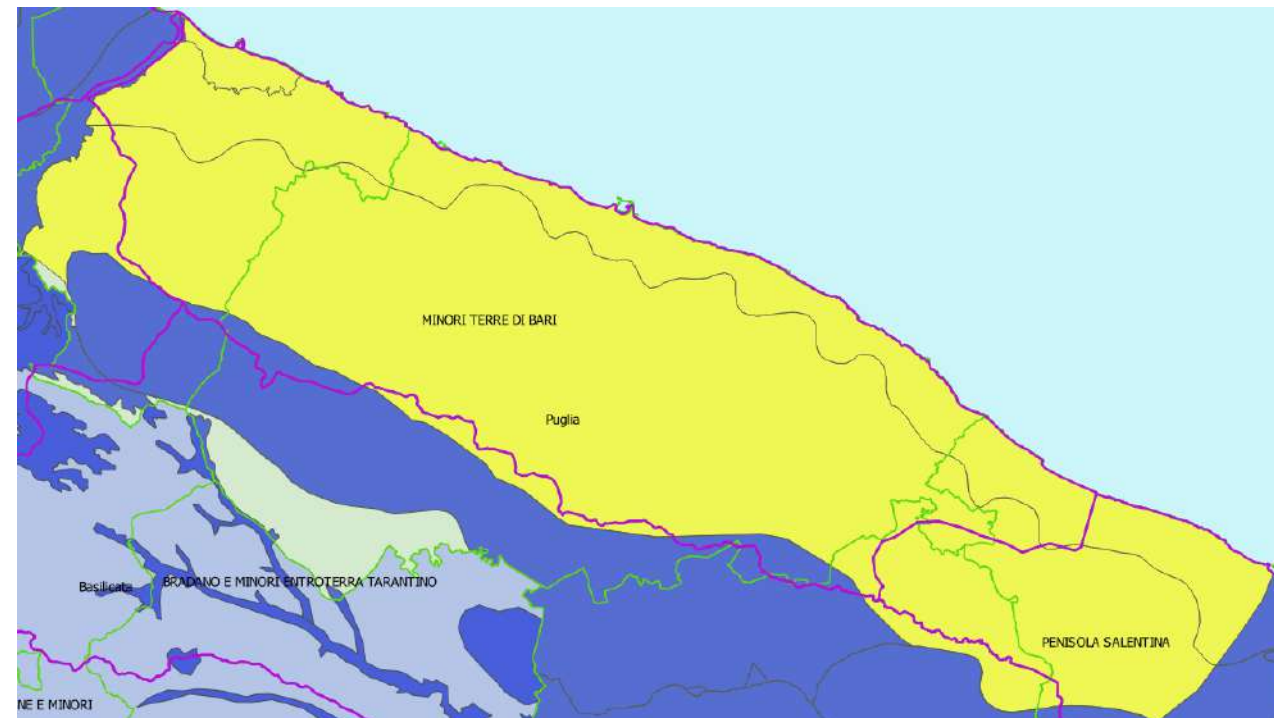 MINORI TERRE DI BARI
Puglia
Basilicata
BRADANO E MINORI ENTROTERRA TARANTINO
PENISOLA SALENTINA
NE E MINORI